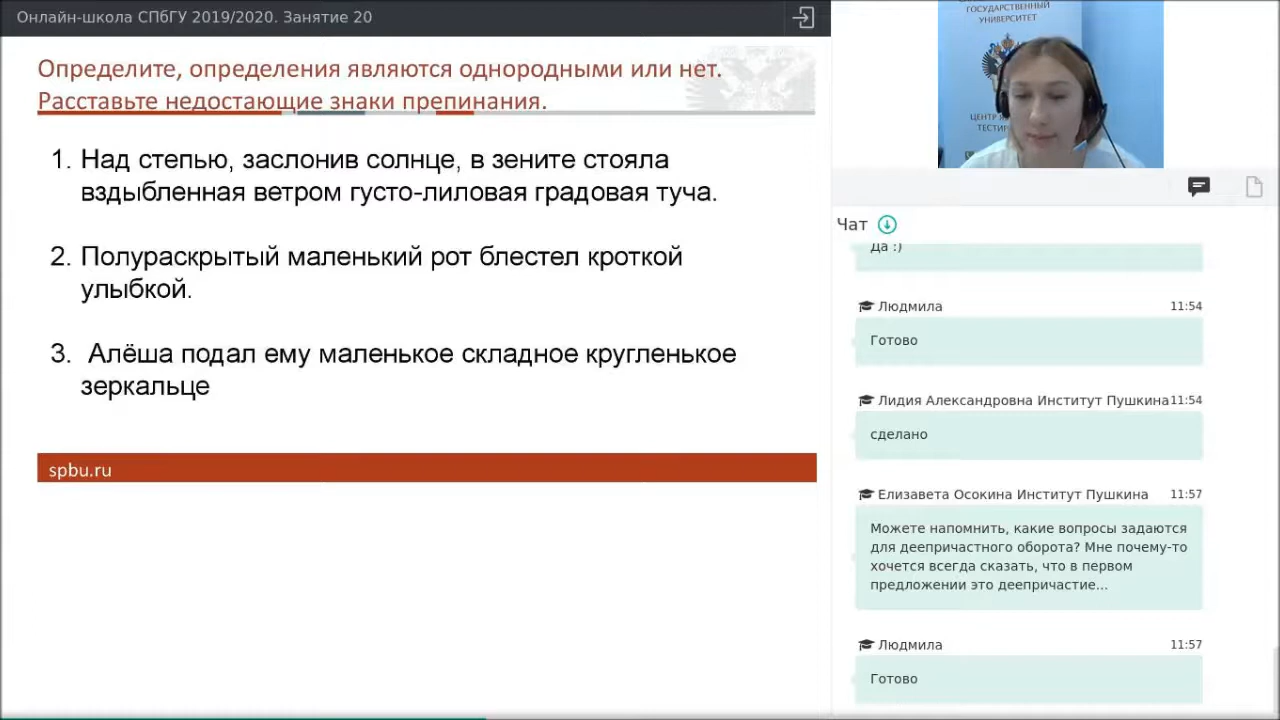 Онлайн-школа СПбГУ 2019/2020. Занятие 20
Определите, определения являются однородными или нет.
Расставьте недостающие знаки препинания.
1. Над степью, заслонив солнце, в зените стояла
вздыбленная ветром густо-лиловая градовая туча.
2. Полураскрытый маленький рот блестел кроткой
улыбкой.
3. Алёша подал ему маленькое складное кругленькое
зеркальце
spbu.ru
ГОСУДАРСТВЕННЫЙ
УНИВЕРСИТЕТ
ЦЕНТР
ТЕСТИР
Чат
Да :)
Людмила 11:54
Готово
Лидия Александровна Институт Пушкина 11:54
сделано
Елизавета Осокина Институт Пушкина 11:57
Можете напомнить, какие вопросы задаются
для деепричастного оборота? Мне почему-то
хочется всегда сказать, что в первом
предложении это деепричастие...
Людмила 11:57
Готово